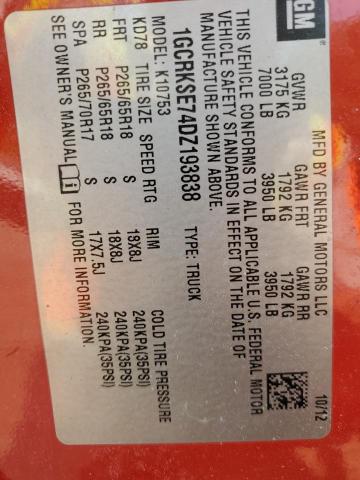 GM
MFD BY GENERAL MOTORS LLC
10/12
GVWR GAWR FRT GAWR RR
3175 KG 1792 KG 1792 KG
7000 LB 3950 LB 3950 LB
THIS VEHICLE CONFORMS TO ALL APPLICABLE U.S. FEDERAL MOTOR
VEHICLE SAFETY STANDARDS IN EFFECT ON THE DATE OF
MANUFACTURE SHOWN ABOVE.
1GCRKSE74DZ193838 TYPE: TRUCK
MODEL: K10753
KD78 TIRE SIZE SPEED RTG RIM COLD TIRE PRESSURE
FRT P265/65R18 S 18X8J 240KPA(35PSI)
RR P265/65R18 S 18X8J 240KPA(35PSI)
SPA P265/70R17 S 17X7.5J 240KPA(35PSI)
SEE OWNER'S MANUAL FOR MORE INFORMATION.